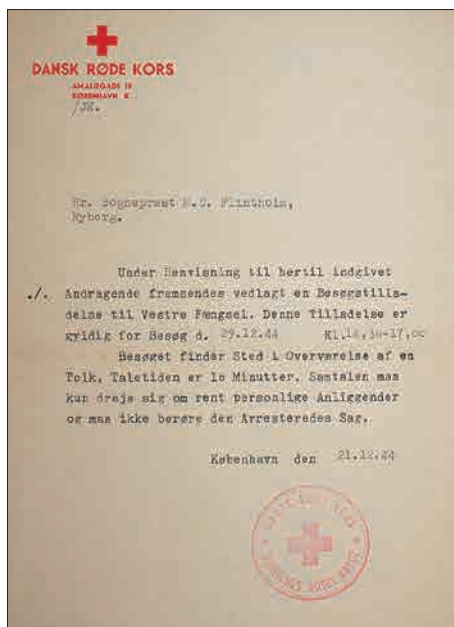 DANSK RØDE KORS
AMALIEGADE 18
KØBENHAVN K
/JK.
Hr. Sognepræst Flintholm,
Nyborg.
Under Henvisning til hertil indgivet
./. Andragende fremsendes vedlagt en Besøgstilla-
delse til Vestre Fængsel. Denne Tilladelse er
gyldig for Besøg d. 29.12.44 Kl.14,30-17,00
Besøget finder Sted i Overværelse af en
Tolk. Taletiden er 10 Minutter. Samtalen maa
kun dreje sig om rent personlige Anliggender
og maa ikke berøre den Arresteredes Sag.
København den 21.12.44